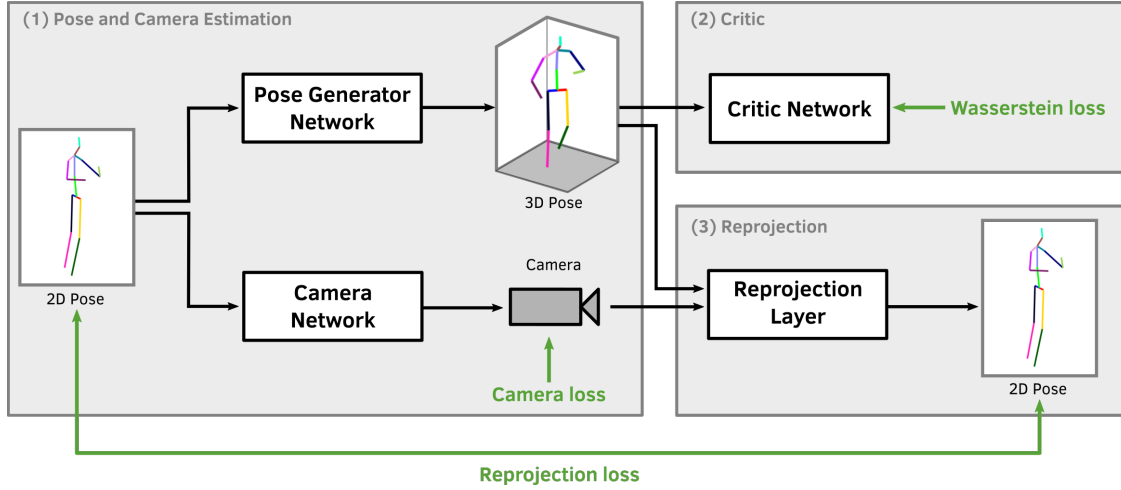 (1) Pose and Camera Estimation
Pose Generator
Network
3D Pose
2D Pose
Camera
Network
Camera
Camera loss
(2) Critic
Critic Network
Wasserstein loss
(3) Reprojection
Reprojection
Layer
2D Pose
Reprojection loss